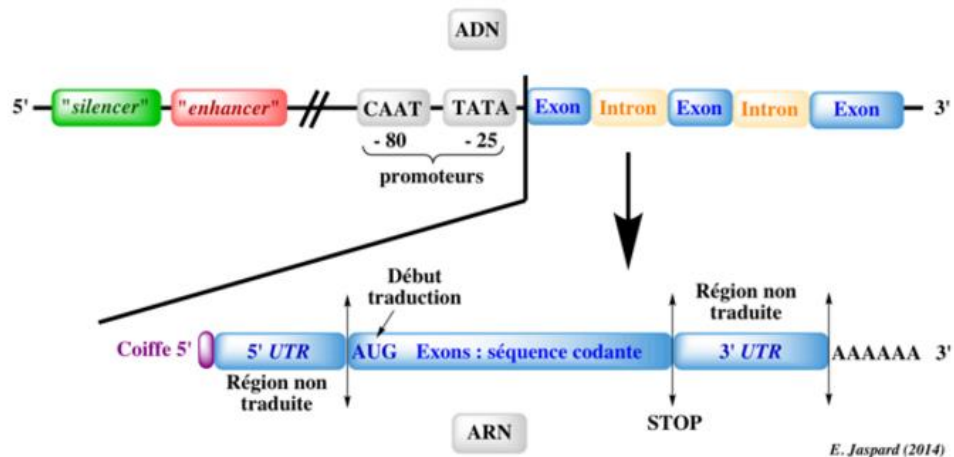 ADN
5' "silencer" "enhancer" CAAT TATA Exon Intron Exon Intron Exon 3'
- 80 - 25
promoteurs
Début
traduction
Région non
traduite
Coiffe 5' 5' UTR AUG Exons : séquence codante 3' UTR AAAAAA 3'
Région non
traduite
STOP
ARN
E. Jaspard (2014)